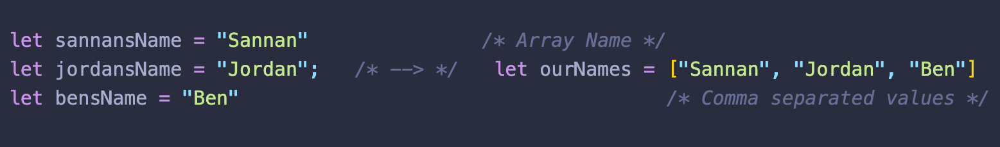 let sannansName = "Sannan" /* Array Name */
let jordansName = "Jordan"; /* --> */ let ourNames = ["Sannan", "Jordan", "Ben"]
let bensName = "Ben" /* Comma separated values */